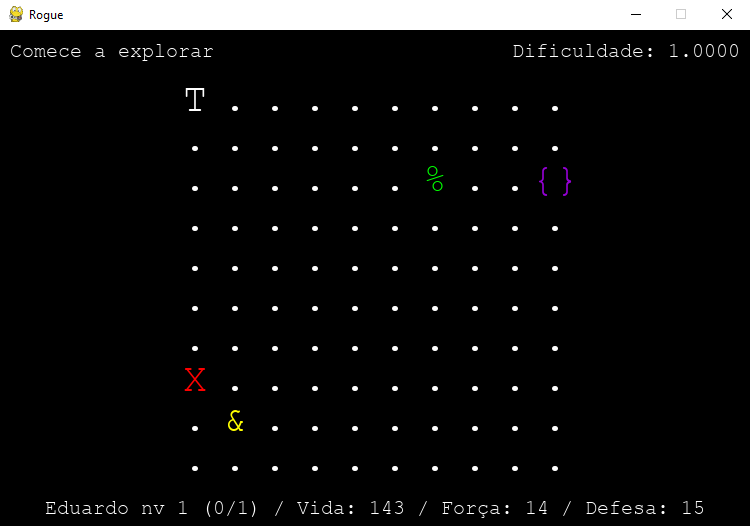 Rogue
Comece a explorar
Dificuldade: 1.0000
T . . . . . . . . .
. . . . . . . . . .
. . . . . . % . . { }
. . . . . . . . . .
. . . . . . . . . .
. . . . . . . . . .
. . . . . . . . . .
X . . . . . . . . .
. & . . . . . . . .
. . . . . . . . . .
Eduardo nv 1 (0/1) / Vida: 143 / Força: 14 / Defesa: 15